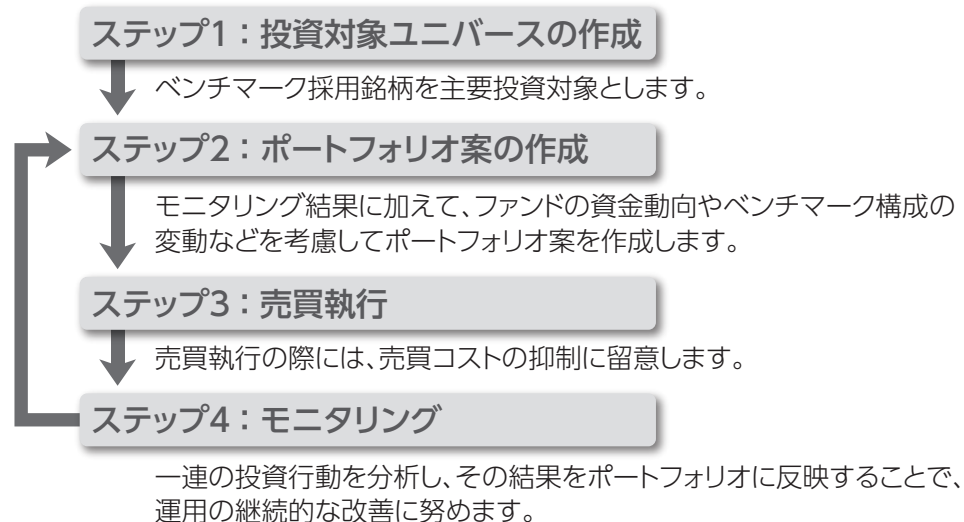 ステップ1：投資対象ユニバースの作成
ベンチマーク採用銘柄を主要投資対象とします。
ステップ2：ポートフォリオ案の作成
モニタリング結果に加えて、ファンドの資金動向やベンチマーク構成の
変動などを考慮してポートフォリオ案を作成します。
ステップ3：売買執行
売買執行の際には、売買コストの抑制に留意します。
ステップ4：モニタリング
一連の投資行動を分析し、その結果をポートフォリオに反映することで、
運用の継続的な改善に努めます。